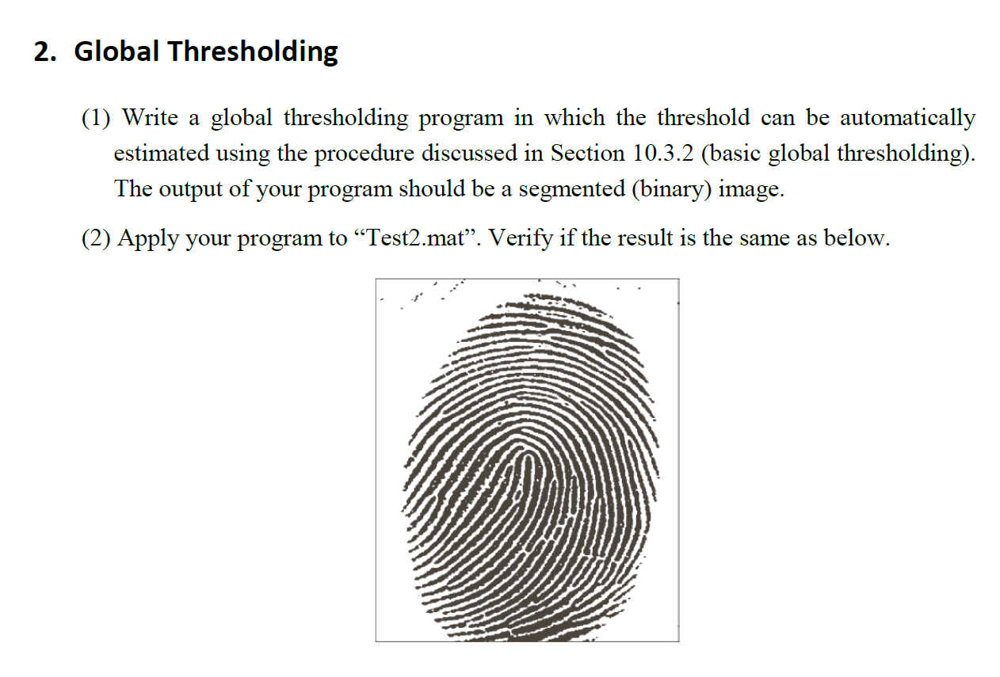 2. Global Thresholding
(1) Write a global thresholding program in which the threshold can be automatically
estimated using the procedure discussed in Section 10.3.2 (basic global thresholding).
The output of your program should be a segmented (binary) image.
(2) Apply your program to “Test2.mat”. Verify if the result is the same as below.